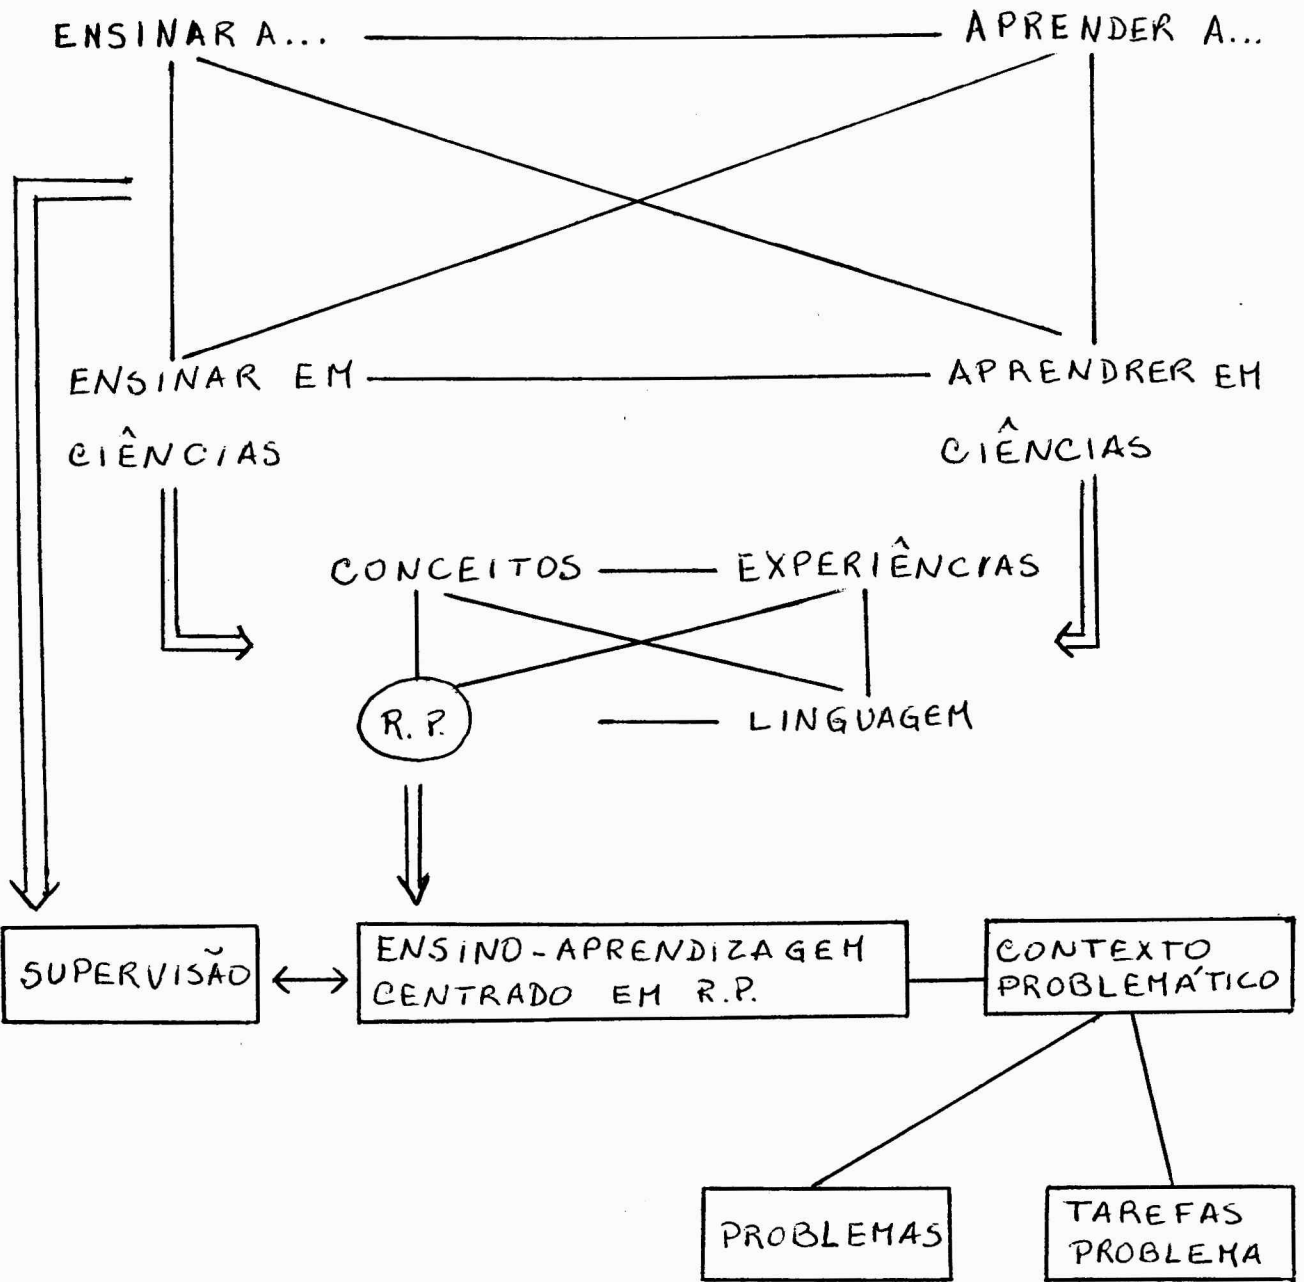 ENSINAR A...
APRENDER A...
ENSINAR EM
CIÊNCIAS
APRENDRER EM
CIÊNCIAS
CONCEITOS
EXPERIÊNCIAS
R.P.
LINGUAGEM
SUPERVISÃO
ENSINO-APRENDIZAGEM
CENTRADO EM R.P.
CONTEXTO
PROBLEMÁTICO
PROBLEMAS
TAREFAS
PROBLEMA